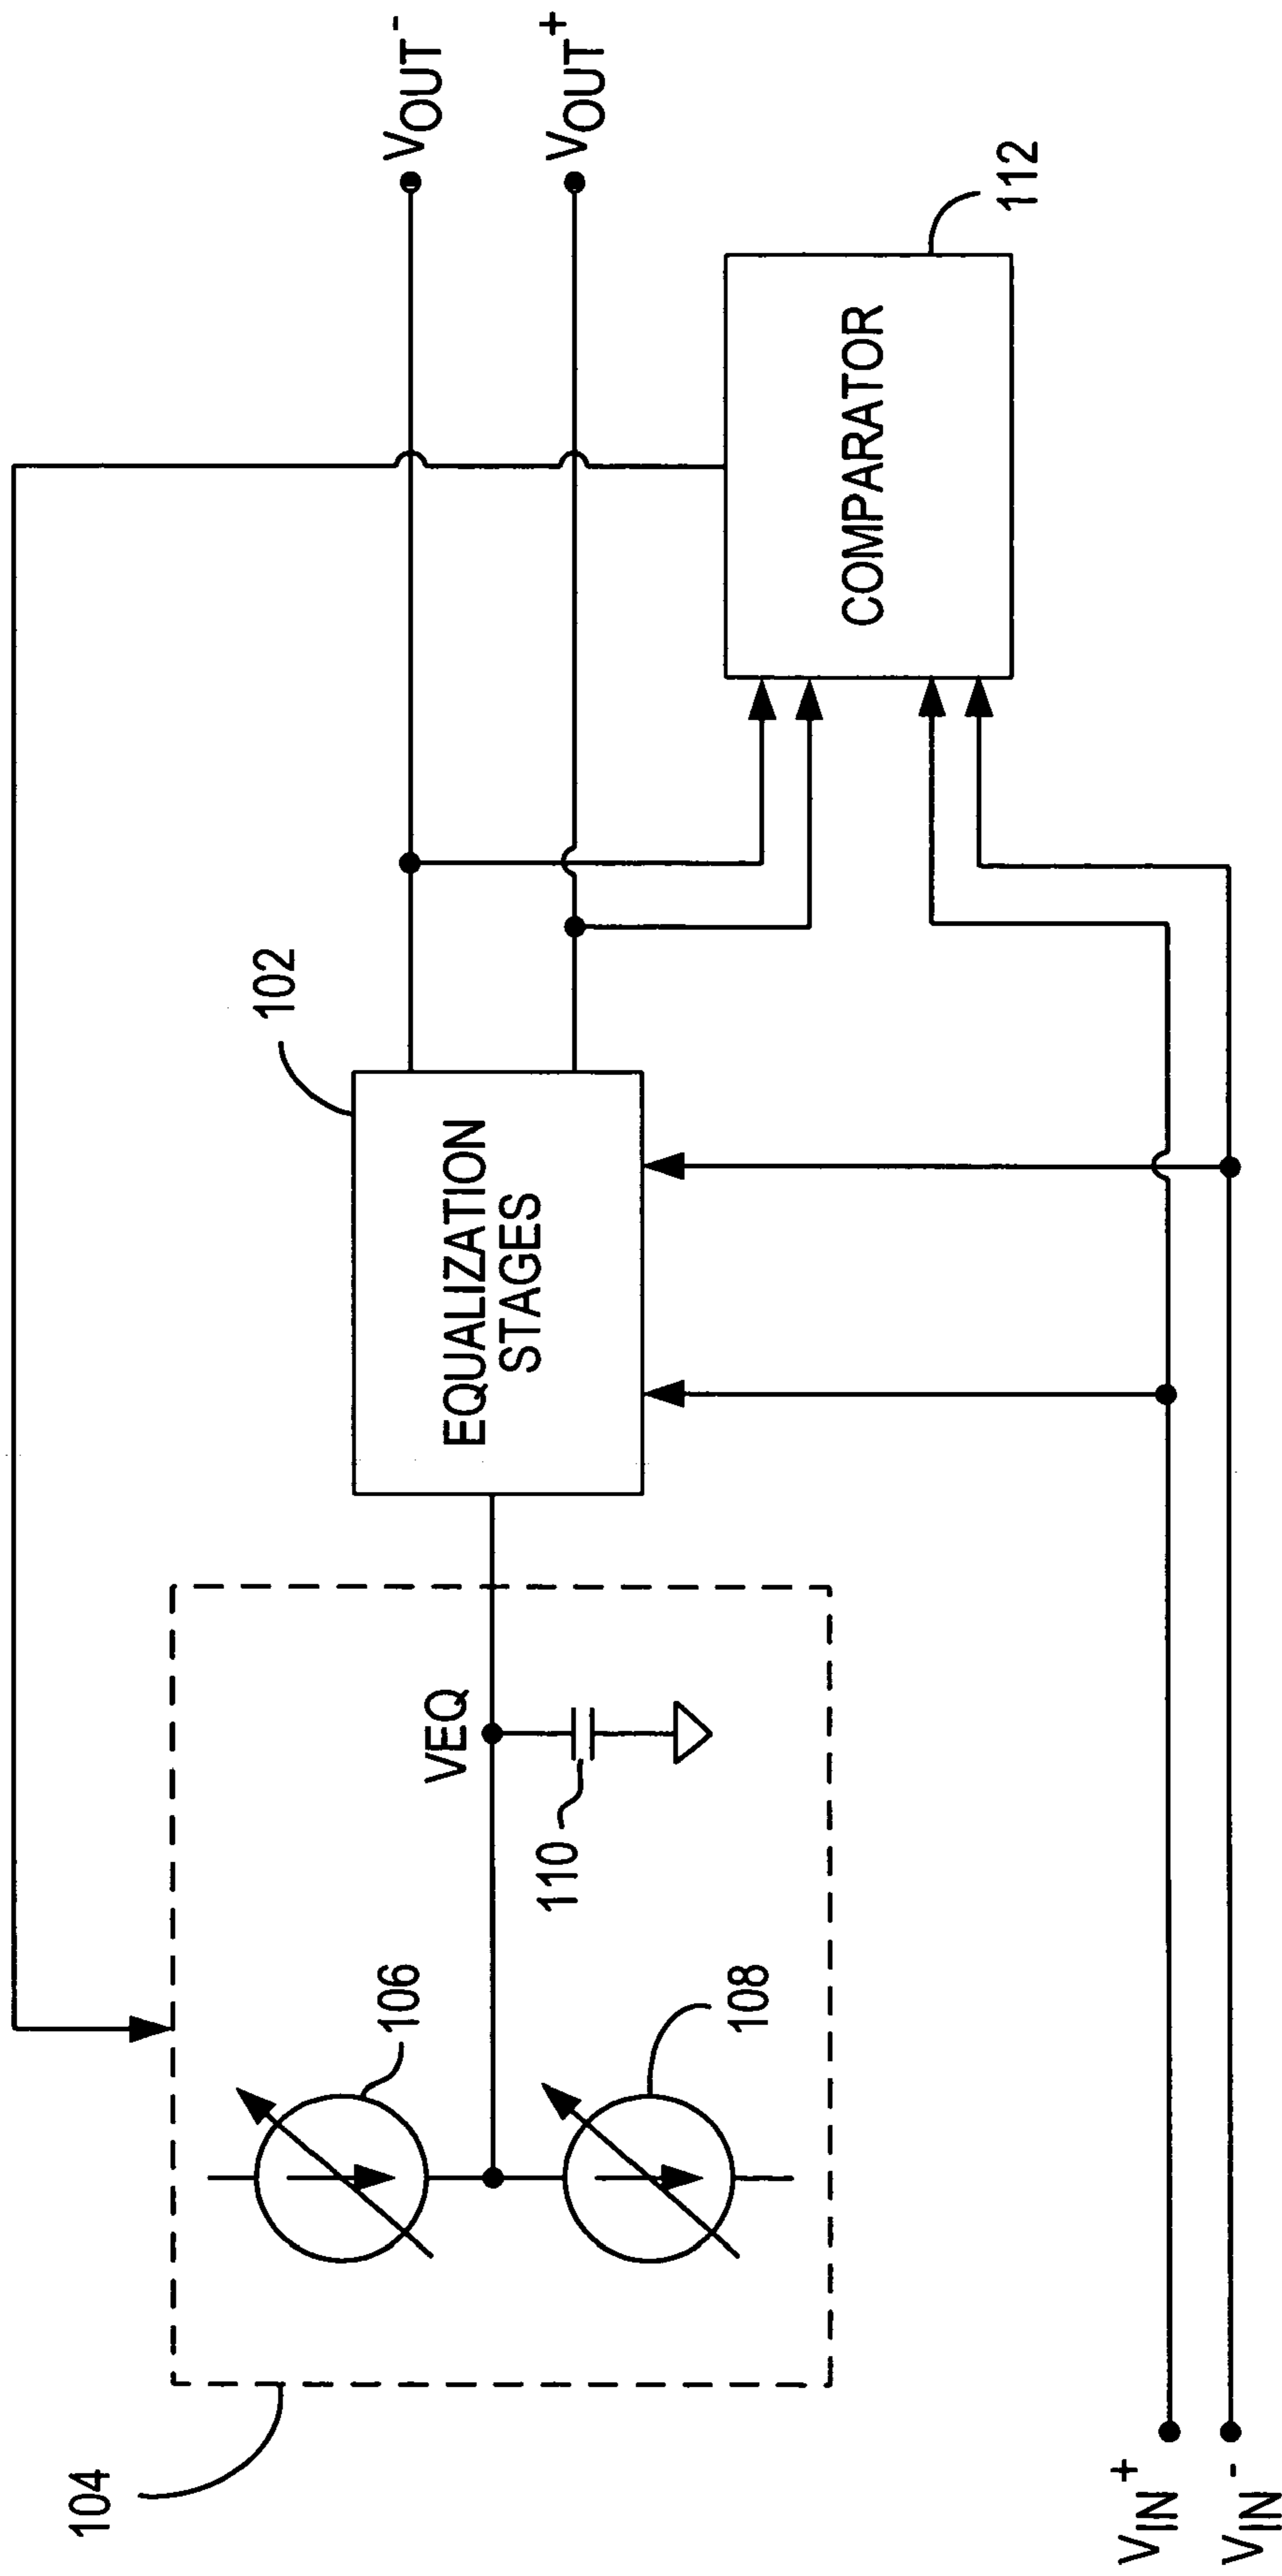 104
106
108
VEQ
110
102
EQUALIZATION
STAGES
VOUT-
VOUT+
COMPARATOR
112
VIN+
VIN-